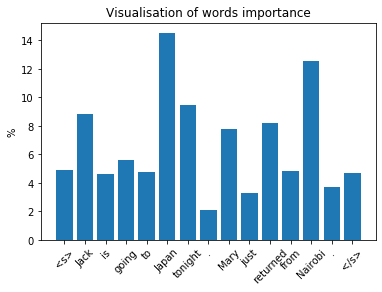 Visualisation of words importance
14
12
10
8
6
4
2
0
%
<s>
Jack
is
going
to
Japan
tonight
.
Mary
just
returned
from
Nairobi
.
</s>